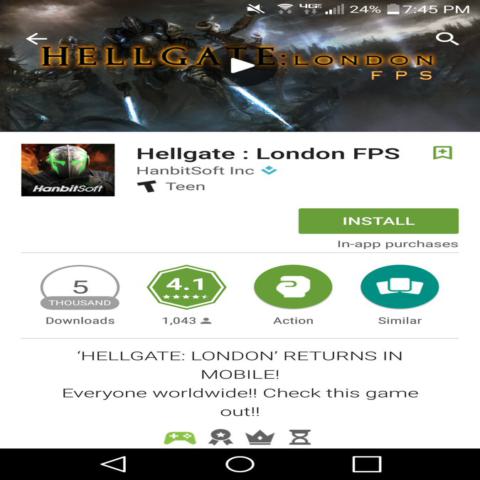 4G LTE 24% 7:45 PM
HELLGATE: LONDON
FPS
Hellgate : London FPS
HanbitSoft Inc
T Teen
HanbitSoft
INSTALL
In-app purchases
5
THOUSAND
Downloads
4.1
1,043
Action
Similar
‘HELLGATE: LONDON’ RETURNS IN
MOBILE!
Everyone worldwide!! Check this game
out!!